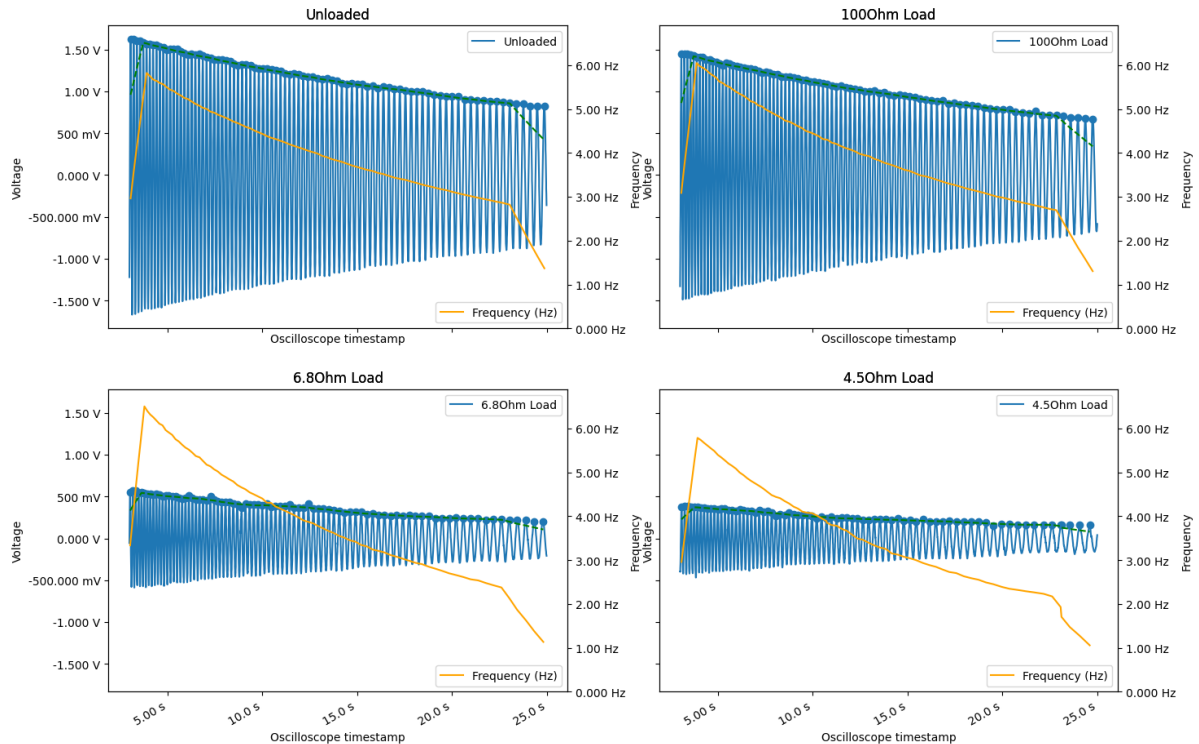 Unloaded
100Ohm Load
Voltage
1.50 V
1.00 V
500 mV
0.000 V
-500.000 mV
-1.000 V
-1.500 V
Unloaded
Frequency (Hz)
6.00 Hz
5.00 Hz
4.00 Hz
3.00 Hz
2.00 Hz
1.00 Hz
0.000 Hz
Frequency
Oscilloscope timestamp
Voltage
100Ohm Load
Frequency (Hz)
6.00 Hz
5.00 Hz
4.00 Hz
3.00 Hz
2.00 Hz
1.00 Hz
0.000 Hz
Frequency
Oscilloscope timestamp
6.8Ohm Load
4.5Ohm Load
Voltage
1.50 V
1.00 V
500 mV
0.000 V
-500.000 mV
-1.000 V
-1.500 V
6.8Ohm Load
Frequency (Hz)
6.00 Hz
5.00 Hz
4.00 Hz
3.00 Hz
2.00 Hz
1.00 Hz
0.000 Hz
Frequency
5.00 s
10.0 s
15.0 s
20.0 s
25.0 s
Oscilloscope timestamp
Voltage
4.5Ohm Load
Frequency (Hz)
6.00 Hz
5.00 Hz
4.00 Hz
3.00 Hz
2.00 Hz
1.00 Hz
0.000 Hz
Frequency
5.00 s
10.0 s
15.0 s
20.0 s
25.0 s
Oscilloscope timestamp